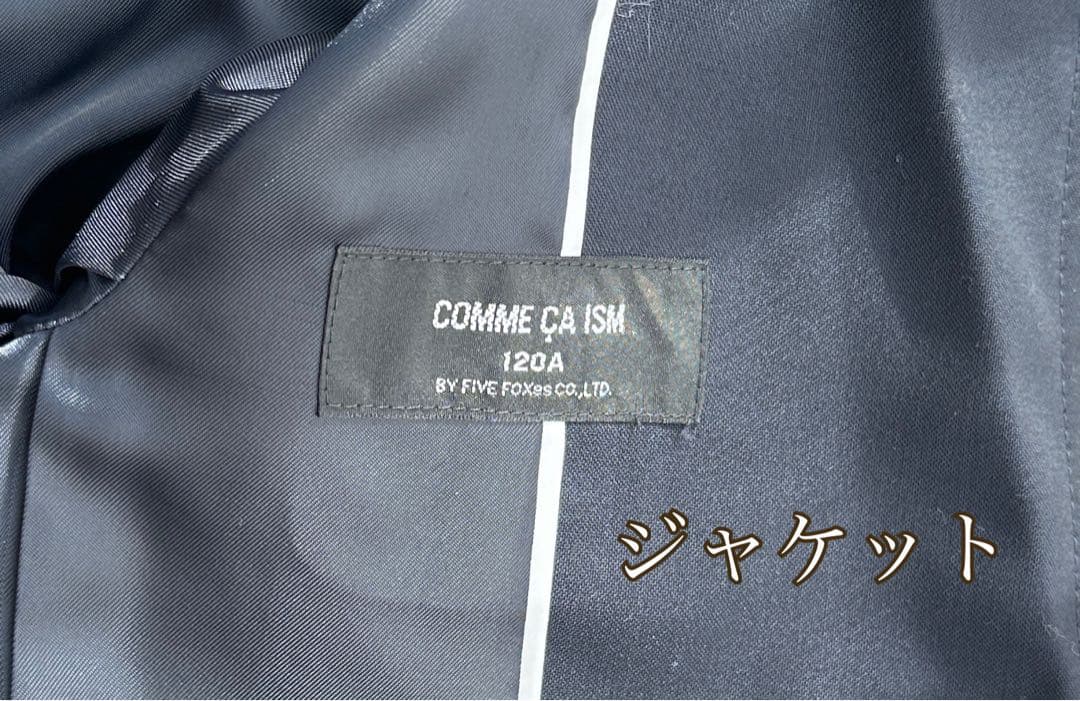 COMME ÇA ISM
120A
BY FIVE FOXes CO.,LTD.
ジャケット